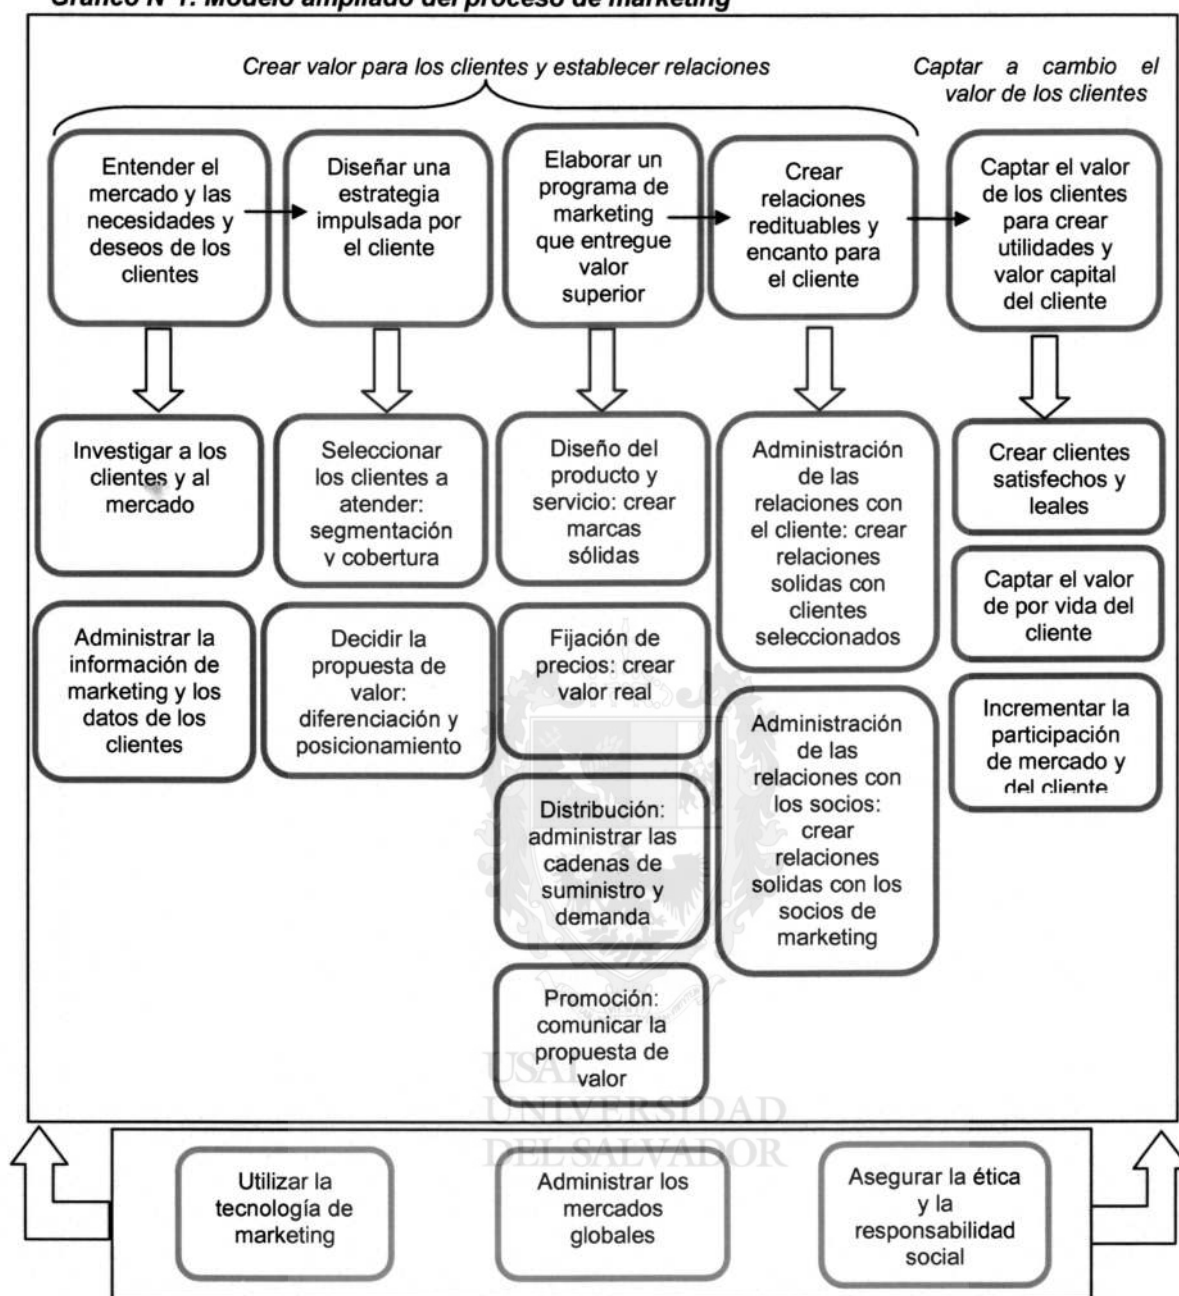 Gráfico Nº1: Modelo ampliado del proceso de marketing
Crear valor para los clientes y establecer relaciones
Captar a cambio el
valor de los clientes
Entender el
mercado y las
necesidades y
deseos de los
clientes
Diseñar una
estrategia
impulsada por
el cliente
Elaborar un
programa de
marketing
que entregue
valor
superior
Crear
relaciones
redituables y
encanto para
el cliente
Captar el valor
de los clientes
para crear
utilidades y
valor capital
del cliente
Investigar a los
clientes y al
mercado
Administrar la
información de
marketing y los
datos de los
clientes
Seleccionar
los clientes a
atender:
segmentación
y cobertura
Decidir la
propuesta de
valor:
diferenciación y
posicionamiento
Diseño del
producto y
servicio: crear
marcas
sólidas
Fijación de
precios: crear
valor real
Distribución:
administrar las
cadenas de
suministro y
demanda
Promoción:
comunicar la
propuesta de
valor
Administración
de las
relaciones con
el cliente: crear
relaciones
solidas con
clientes
seleccionados
Administración
de las
relaciones con
los socios:
crear
relaciones
solidas con los
socios de
marketing
Crear clientes
satisfechos y
leales
Captar el valor
de por vida del
cliente
Incrementar la
participación
de mercado y
del cliente
USAL
UNIVERSIDAD
DEL SALVADOR
Utilizar la
tecnología de
marketing
Administrar los
mercados
globales
Asegurar la ética
y la
responsabilidad
social